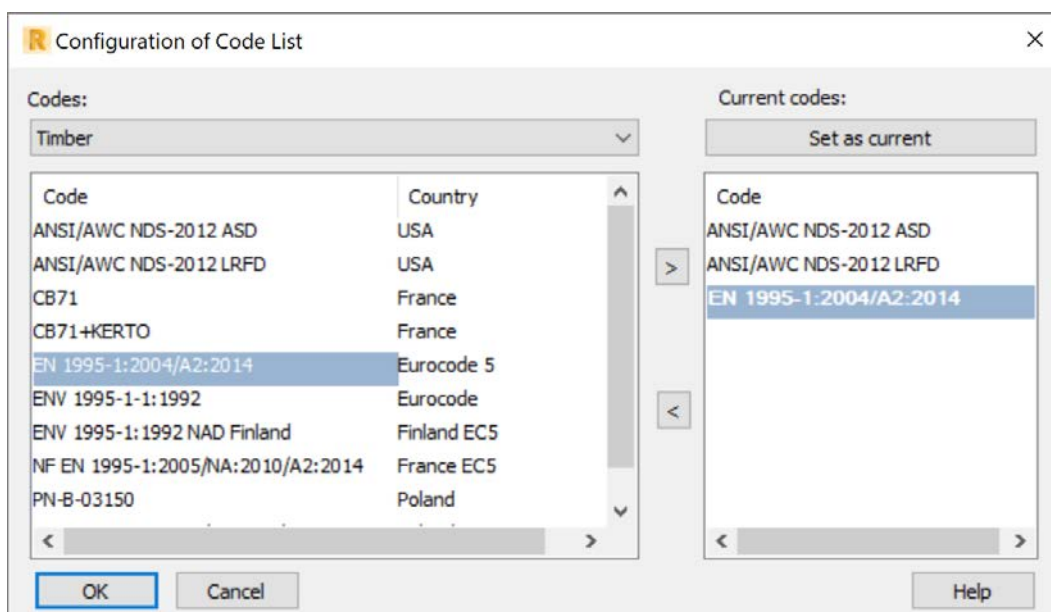 R Configuration of Code List
Codes:
Timber
Code Country
ANSI/AWC NDS-2012 ASD USA
ANSI/AWC NDS-2012 LRFD USA
CB71 France
CB71+KERTO France
EN 1995-1:2004/A2:2014 Eurocode 5
ENV 1995-1-1:1992 Eurocode
ENV 1995-1:1992 NAD Finland Finland EC5
NF EN 1995-1:2005/NA:2010/A2:2014 France EC5
PN-B-03150 Poland
>
<
Current codes:
Set as current
Code
ANSI/AWC NDS-2012 ASD
ANSI/AWC NDS-2012 LRFD
EN 1995-1:2004/A2:2014
OK Cancel Help